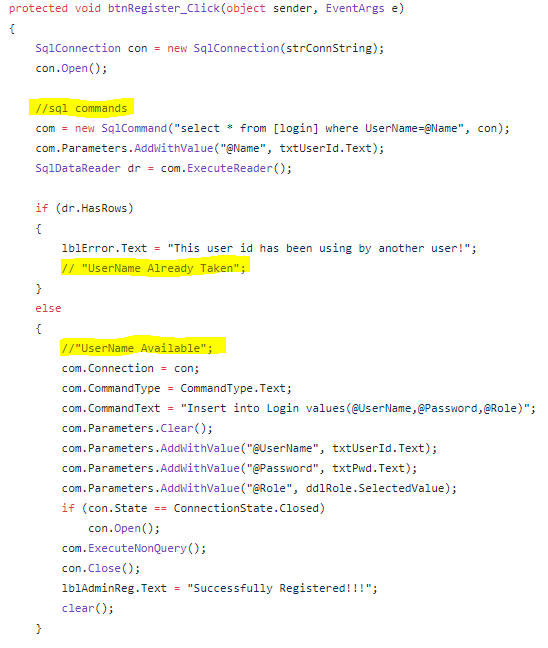 protected void btnRegister_Click(object sender, EventArgs e)
{
    SqlConnection con = new SqlConnection(strConnString);
    con.Open();

    //sql commands
    com = new SqlCommand("select * from [login] where UserName=@Name", con);
    com.Parameters.AddWithValue("@Name", txtUserId.Text);
    SqlDataReader dr = com.ExecuteReader();

    if (dr.HasRows)
    {
        lblError.Text = "This user id has been using by another user!";
        // "UserName Already Taken";
    }
    else
    {
        //"UserName Available";
        com.Connection = con;
        com.CommandType = CommandType.Text;
        com.CommandText = "Insert into Login values(@UserName,@Password,@Role)";
        com.Parameters.Clear();
        com.Parameters.AddWithValue("@UserName", txtUserId.Text);
        com.Parameters.AddWithValue("@Password", txtPwd.Text);
        com.Parameters.AddWithValue("@Role", ddlRole.SelectedValue);
        if (con.State == ConnectionState.Closed)
            con.Open();
        com.ExecuteNonQuery();
        con.Close();
        lblAdminReg.Text = "Successfully Registered!!!";
        clear();
    }